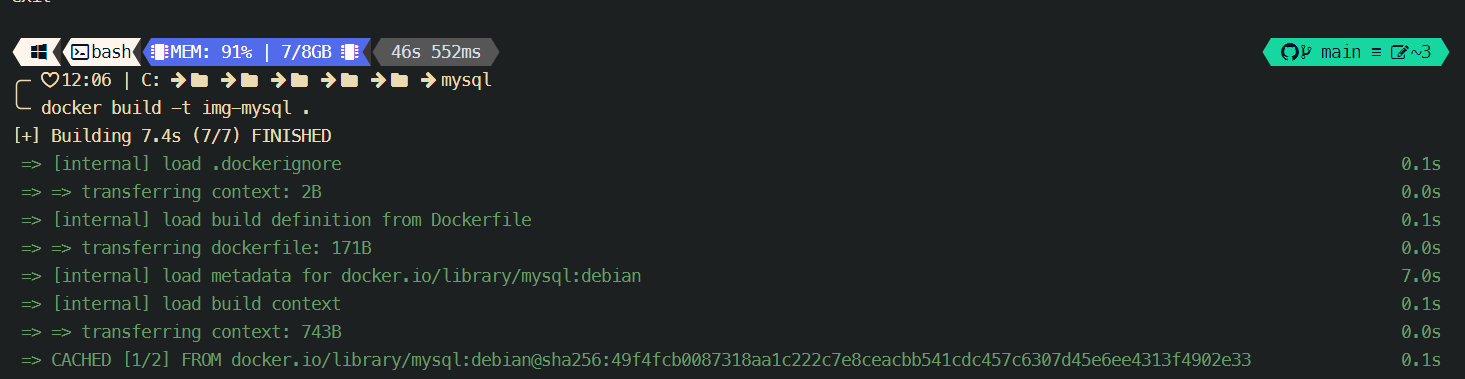 exit
bash MEM: 91% | 7/8GB 46s 552ms main ≡ ~3
12:06 | C: mysql
docker build -t img-mysql .
[+] Building 7.4s (7/7) FINISHED
=> [internal] load .dockerignore 0.1s
=> => transferring context: 2B 0.0s
=> [internal] load build definition from Dockerfile 0.1s
=> => transferring dockerfile: 171B 0.0s
=> [internal] load metadata for docker.io/library/mysql:debian 7.0s
=> [internal] load build context 0.1s
=> => transferring context: 743B 0.0s
=> CACHED [1/2] FROM docker.io/library/mysql:debian@sha256:49f4fcb0087318aa1c222c7e8ceacbb541cdc457c6307d45e6ee4313f4902e33 0.1s